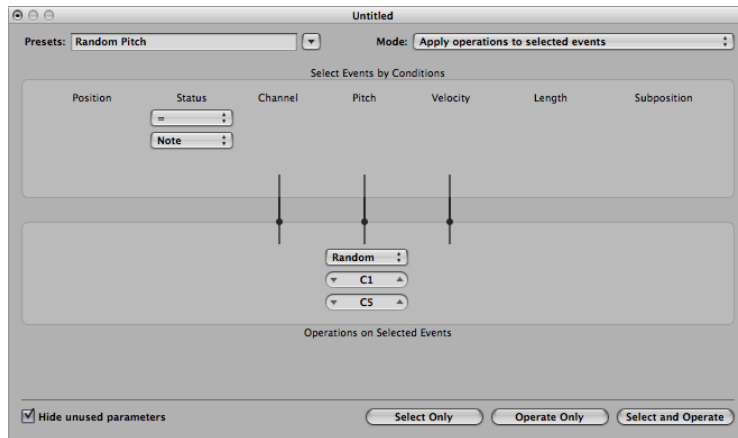 Untitled
Presets: Random Pitch Mode: Apply operations to selected events
Select Events by Conditions
Position Status Channel Pitch Velocity Length Subposition
=
Note
Random
C1
C5
Operations on Selected Events
Hide unused parameters Select Only Operate Only Select and Operate